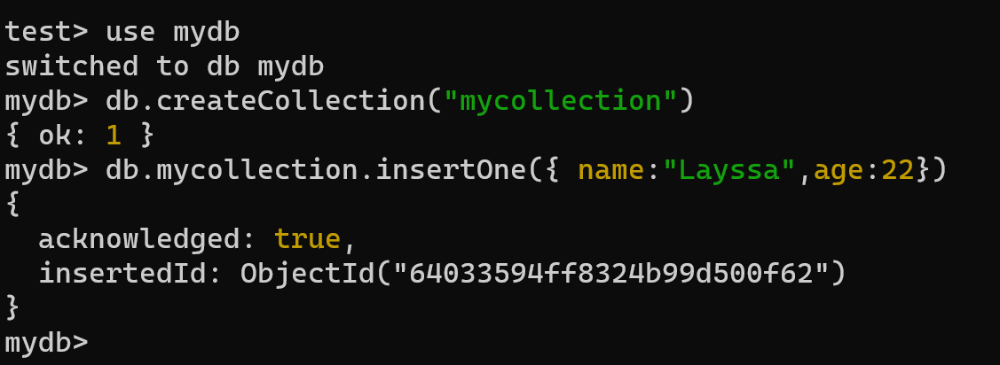 test> use mydb
switched to db mydb
mydb> db.createCollection("mycollection")
{ ok: 1 }
mydb> db.mycollection.insertOne({ name:"Layssa",age:22})
{
  acknowledged: true,
  insertedId: ObjectId("64033594ff8324b99d500f62")
}
mydb>